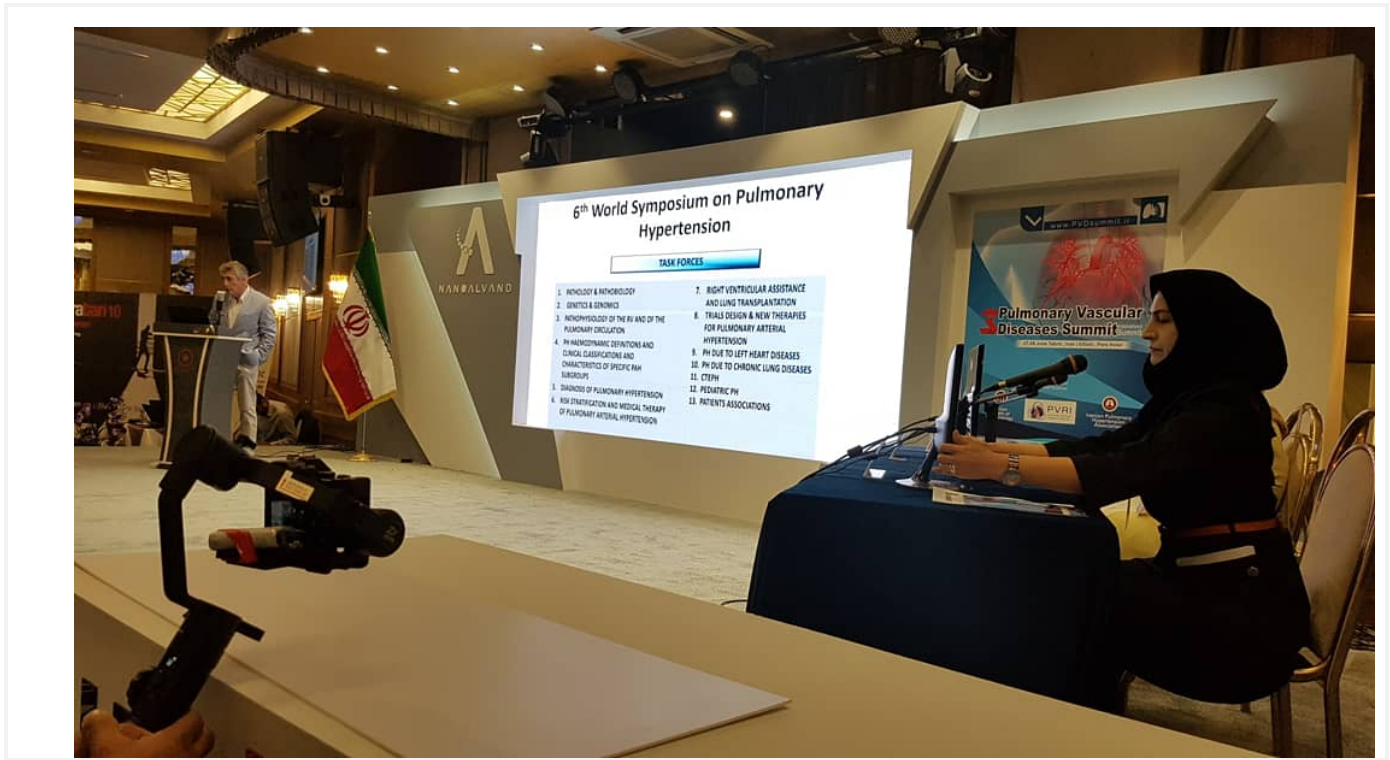 6th World Symposium on Pulmonary
Hypertension
TASK FORCES
1. PATHOLOGY & PATHOBIOLOGY
2. GENETICS & GENOMICS
3. PATHOPHYSIOLOGY OF THE RV AND OF THE
PULMONARY CIRCULATION
4. PH HAEMODYNAMIC DEFINITIONS AND
CLINICAL CLASSIFICATIONS AND
CHARACTERISTICS OF SPECIFIC PAH
SUBGROUPS
5. DIAGNOSIS OF PULMONARY HYPERTENSION
6. RISK STRATIFICATION AND MEDICAL THERAPY
OF PULMONARY ARTERIAL HYPERTENSION
7. RIGHT VENTRICULAR ASSISTANCE
AND LUNG TRANSPLANTATION
8. TRIALS DESIGN & NEW THERAPIES
FOR PULMONARY ARTERIAL
HYPERTENSION
9. PH DUE TO LEFT HEART DISEASES
10. PH DUE TO CHRONIC LUNG DISEASES
11. CTEPH
12. PEDIATRIC PH
13. PATIENTS ASSOCIATIONS
NANOALVAND
www.PVDsummit.ir
Pulmonary Vascular
Diseases Summit
PVRI
Iranian Pulmonary
Hypertension
Association